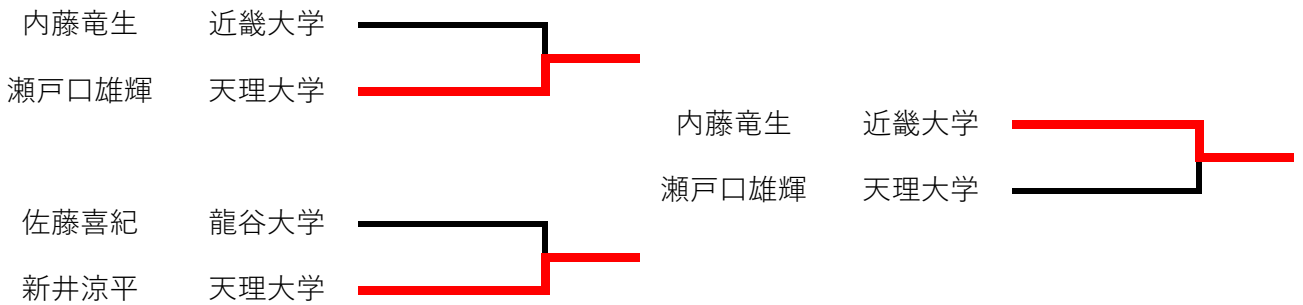 内藤竜生 近畿大学
瀬戸口雄輝 天理大学
佐藤喜紀 龍谷大学
新井涼平 天理大学
内藤竜生 近畿大学
瀬戸口雄輝 天理大学